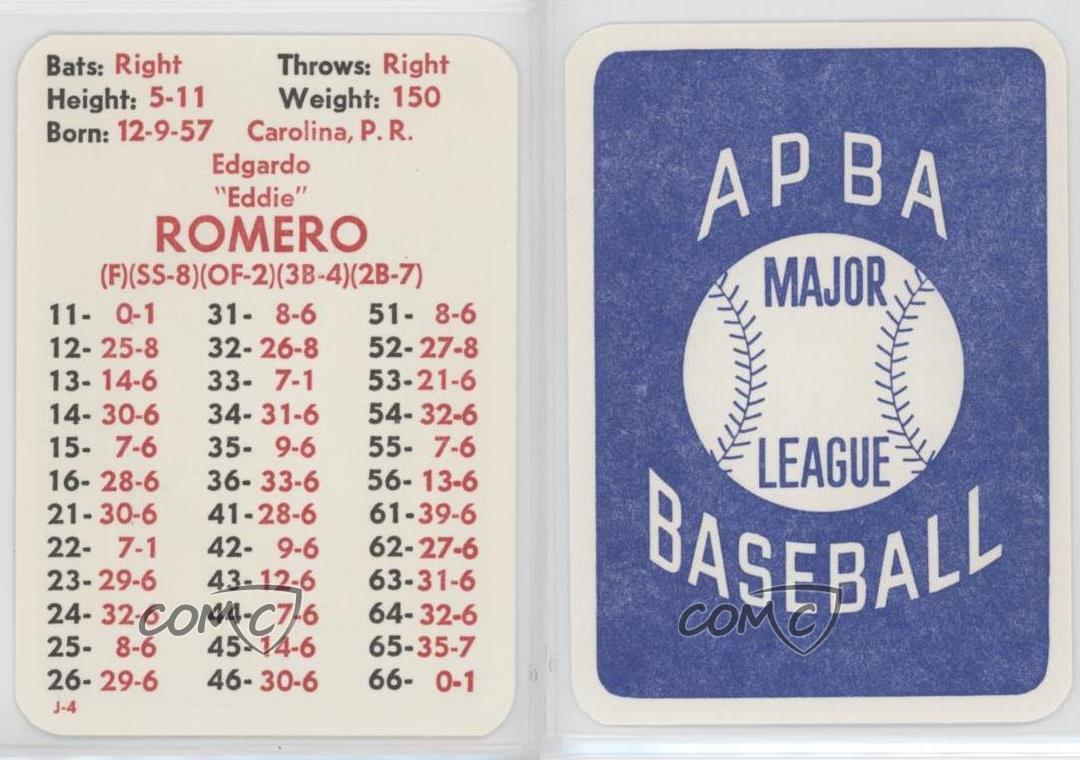 Bats: Right Throws: Right
Height: 5-11 Weight: 150
Born: 12-9-57 Carolina, P. R.
Edgardo
"Eddie"
ROMERO
(F)(SS-8)(OF-2)(3B-4)(2B-7)
11- 0-1 31- 8-6 51- 8-6
12- 25-8 32- 26-8 52- 27-8
13- 14-6 33- 7-1 53- 21-6
14- 30-6 34- 31-6 54- 32-6
15- 7-6 35- 9-6 55- 7-6
16- 28-6 36- 33-6 56- 13-6
21- 30-6 41- 28-6 61- 39-6
22- 7-1 42- 9-6 62- 27-6
23- 29-6 43- 12-6 63- 31-6
24- 32-6 44- 7-6 64- 32-6
25- 8-6 45- 14-6 65- 35-7
26- 29-6 46- 30-6 66- 0-1
J-4
COMC
APBA
MAJOR
LEAGUE
BASEBALL
COMC